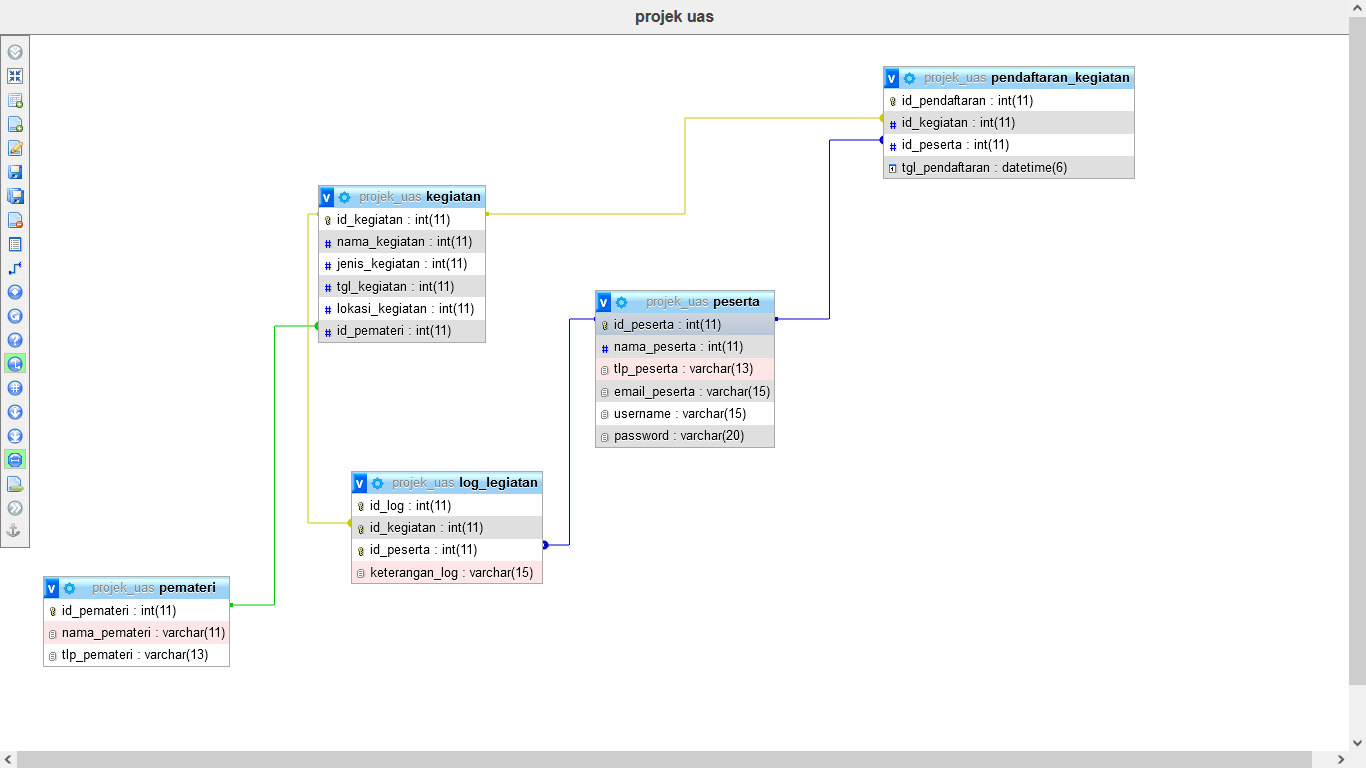 projek uas
projek_uas pendaftaran_kegiatan
id_pendaftaran : int(11)
id_kegiatan : int(11)
id_peserta : int(11)
tgl_pendaftaran : datetime(6)
projek_uas kegiatan
id_kegiatan : int(11)
nama_kegiatan : int(11)
jenis_kegiatan : int(11)
tgl_kegiatan : int(11)
lokasi_kegiatan : int(11)
id_pemateri : int(11)
projek_uas peserta
id_peserta : int(11)
nama_peserta : int(11)
tlp_peserta : varchar(13)
email_peserta : varchar(15)
username : varchar(15)
password : varchar(20)
projek_uas log_legiatan
id_log : int(11)
id_kegiatan : int(11)
id_peserta : int(11)
keterangan_log : varchar(15)
projek_uas pemateri
id_pemateri : int(11)
nama_pemateri : varchar(11)
tlp_pemateri : varchar(13)